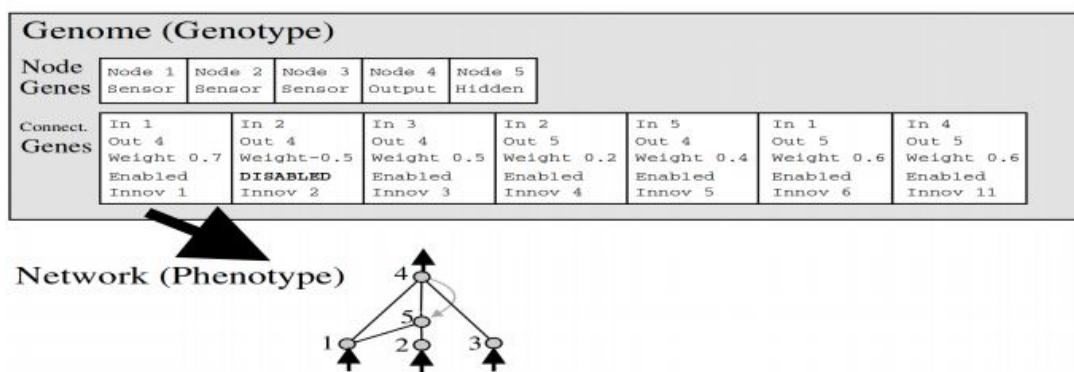 Genome (Genotype)
Node Genes
Node 1 Node 2 Node 3 Node 4 Node 5
Sensor Sensor Sensor Output Hidden
Connect. Genes
In 1 In 2 In 3 In 2 In 5 In 1 In 4
Out 4 Out 4 Out 4 Out 5 Out 4 Out 5 Out 5
Weight 0.7 Weight-0.5 Weight 0.5 Weight 0.2 Weight 0.4 Weight 0.6 Weight 0.6
Enabled DISABLED Enabled Enabled Enabled Enabled Enabled
Innov 1 Innov 2 Innov 3 Innov 4 Innov 5 Innov 6 Innov 11
Network (Phenotype)
4
5
1 2 3